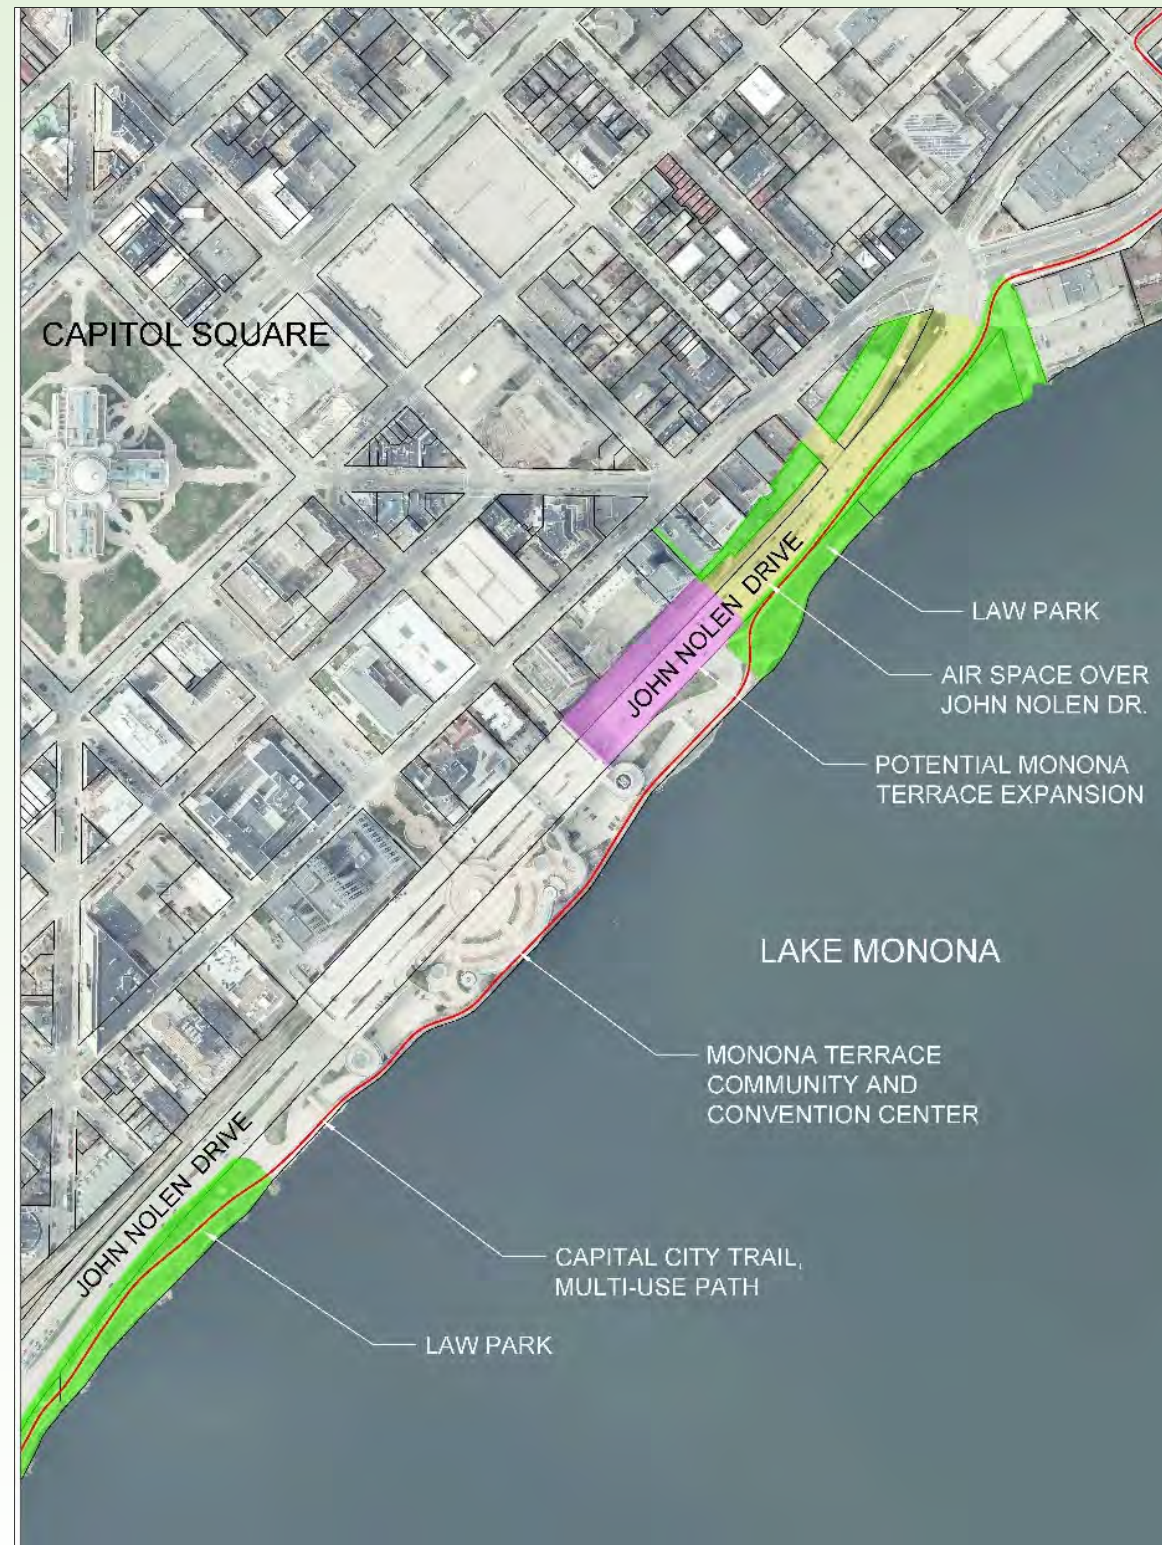 CAPITOL SQUARE
JOHN NOLEN DRIVE
LAW PARK
AIR SPACE OVER
JOHN NOLEN DR.
POTENTIAL MONONA
TERRACE EXPANSION
LAKE MONONA
MONONA TERRACE
COMMUNITY AND
CONVENTION CENTER
JOHN NOLEN DRIVE
CAPITAL CITY TRAIL,
MULTI-USE PATH
LAW PARK